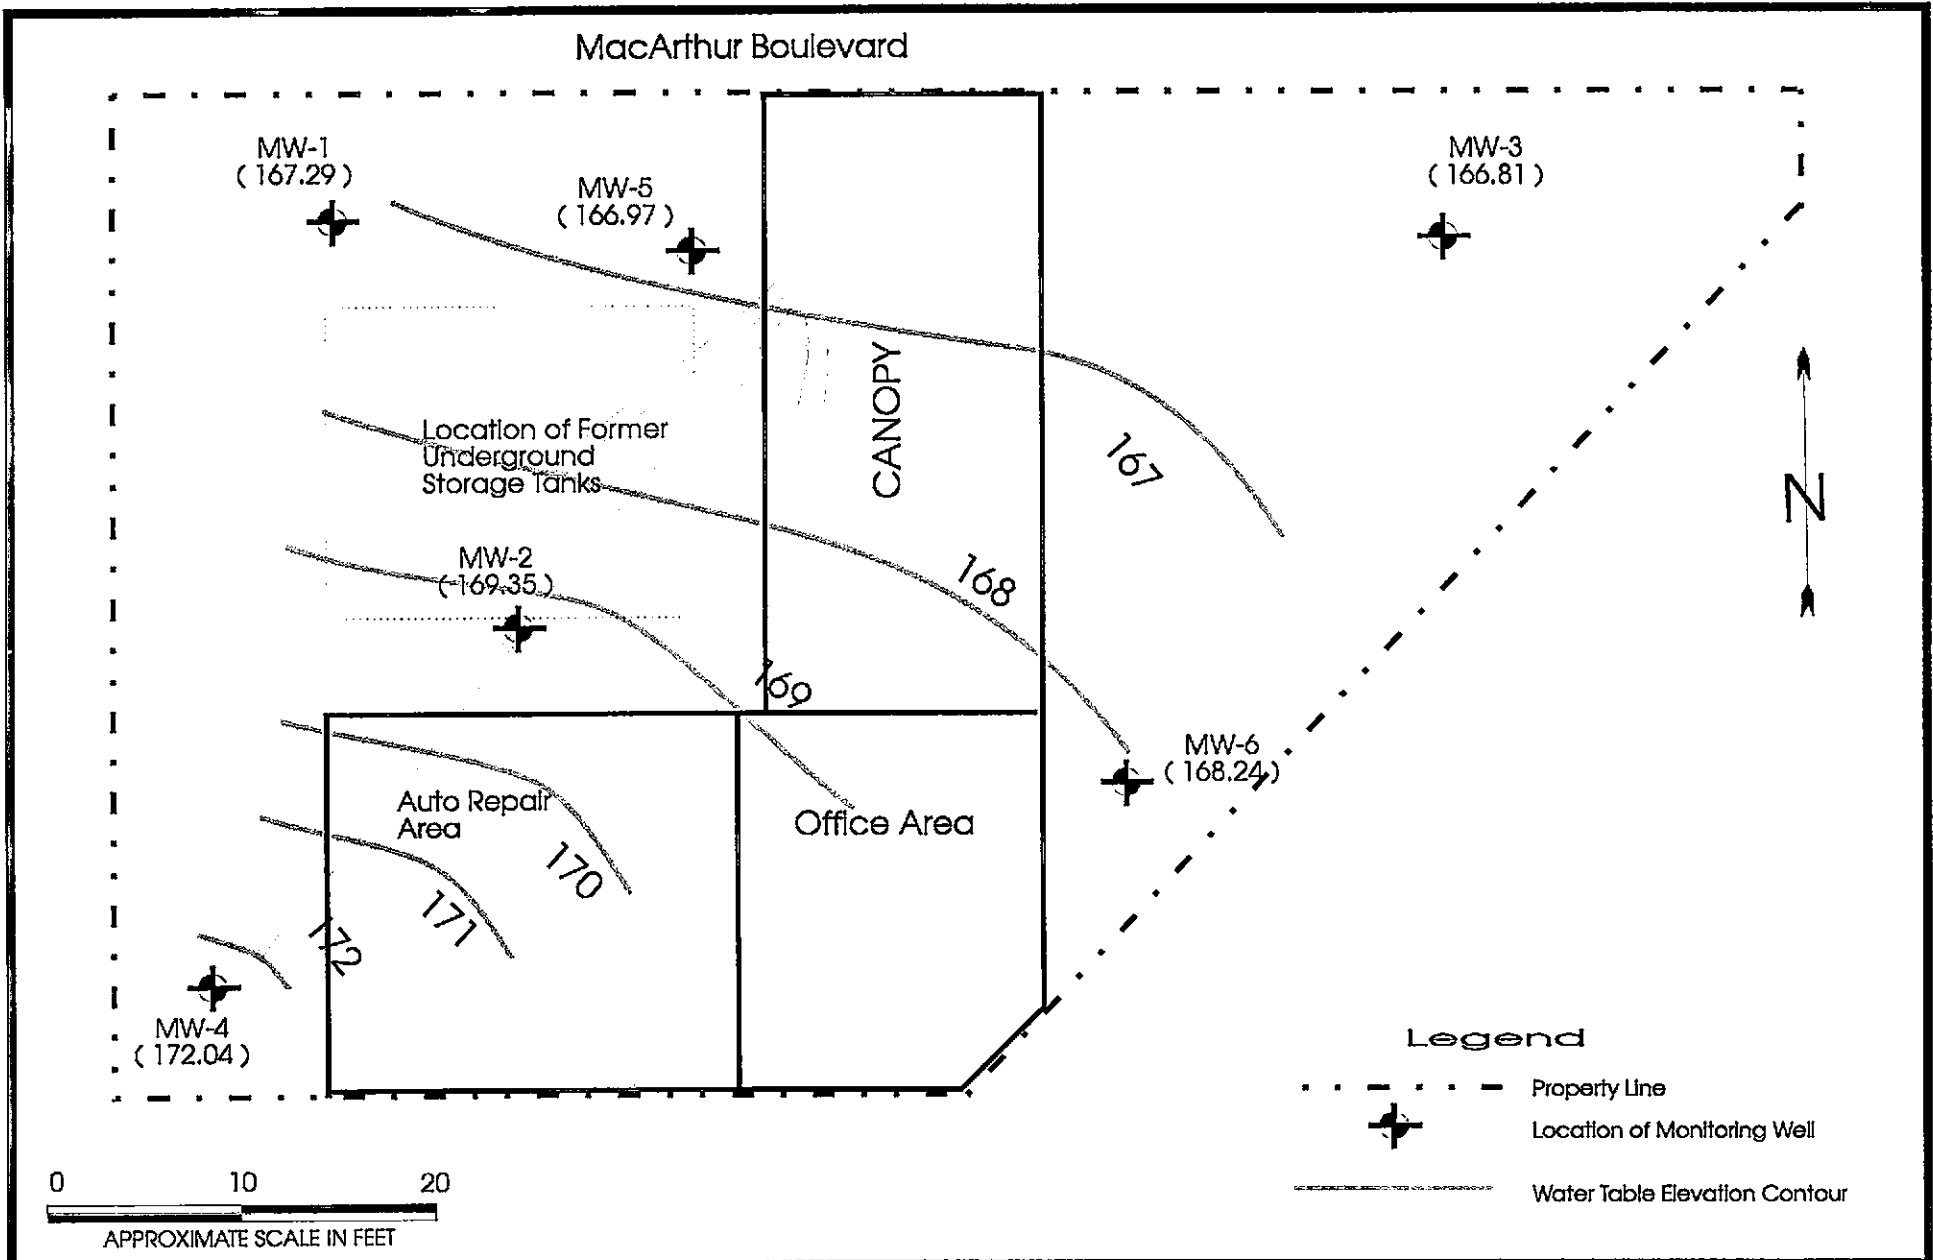 MacArthur Boulevard
MW-1
( 167.29 )
MW-5
( 166.97 )
MW-3
( 166.81 )
CANOPY
Location of Former
Underground
Storage Tanks
167
N
MW-2
( 169.35 )
168
169
MW-6
( 168.24 )
Auto Repair
Area
Office Area
170
171
172
MW-4
( 172.04 )
Legend
Property Line
Location of Monitoring Well
Water Table Elevation Contour
0 10 20
APPROXIMATE SCALE IN FEET